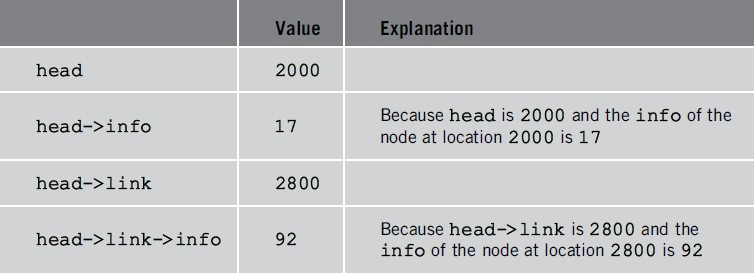 Value Explanation
head 2000
head->info 17 Because head is 2000 and the info of the
node at location 2000 is 17
head->link 2800
head->link->info 92 Because head->link is 2800 and the
info of the node at location 2800 is 92